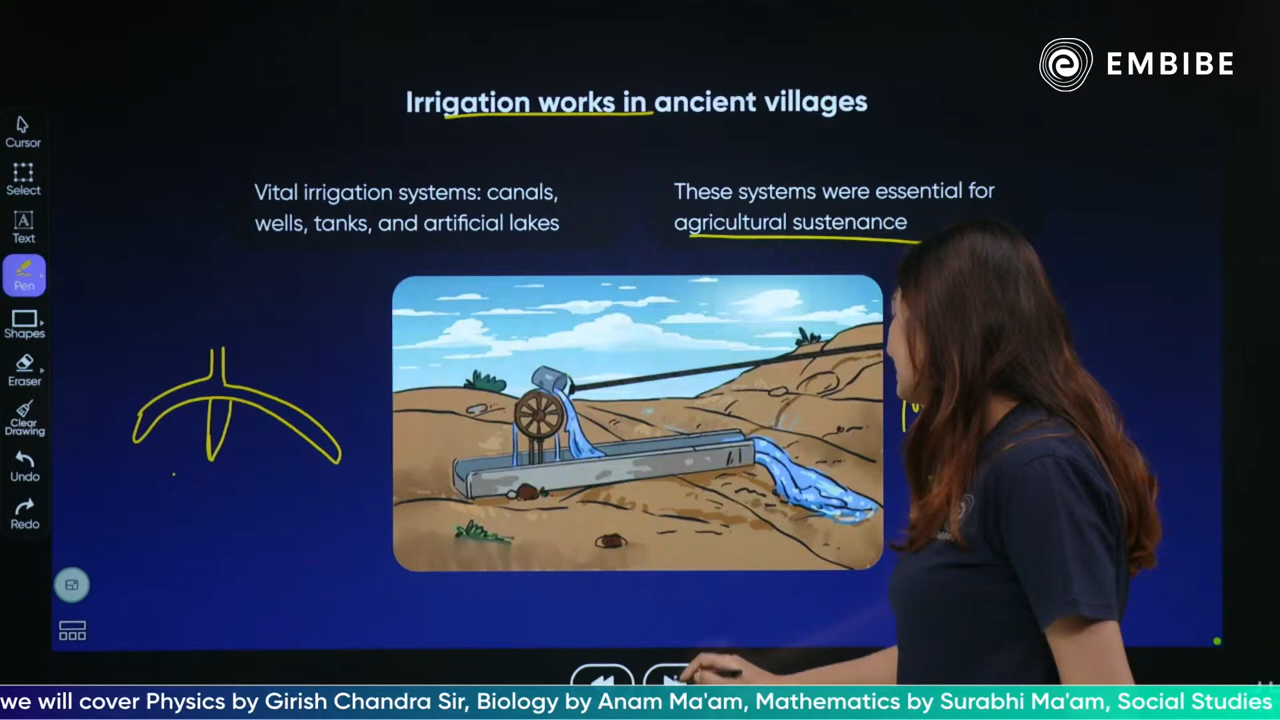 EMBIBE
Irrigation works in ancient villages
Vital irrigation systems: canals,
wells, tanks, and artificial lakes
These systems were essential for
agricultural sustenance
Cursor
Select
Text
Pen
Shapes
Eraser
Clear
Drawing
Undo
Redo
we will cover Physics by Girish Chandra Sir, Biology by Anam Ma'am, Mathematics by Surabhi Ma'am, Social Studies